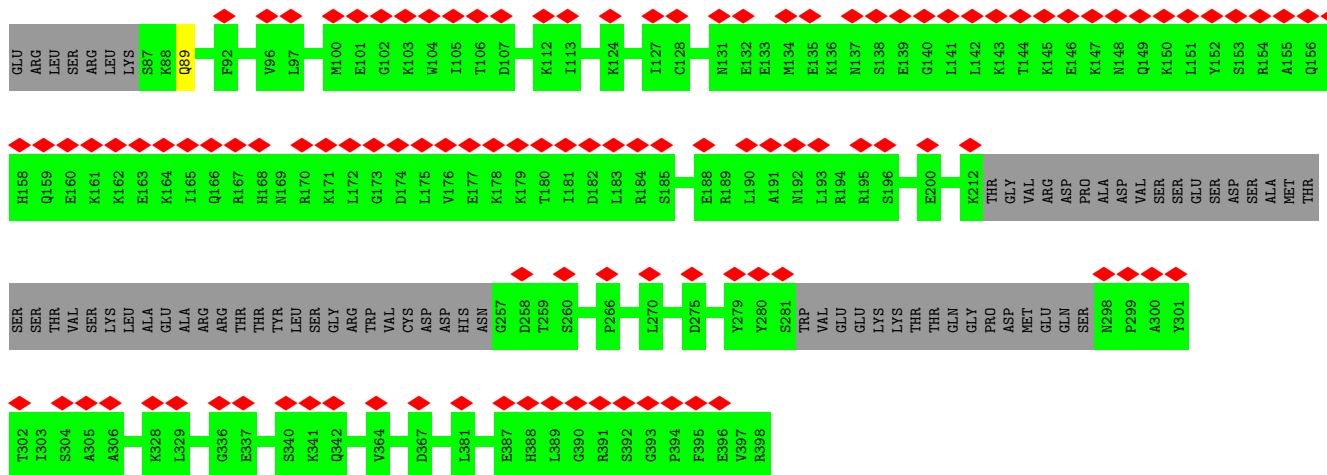 GLU ARG LEU SER ARG LEU LYS S87 K88 Q89 F92 V96 L97 M100 E101 G102 K103 W104 I105 T106 D107 K112 I113 K124 I127 C128 N131 E132 E133 M134 E135 K136 N137 S138 E139 G140 L141 L142 K143 T144 K145 E146 K147 N148 Q149 K150 L151 Y152 S153 R154 A155 Q156
H158 Q159 E160 K161 K162 E163 K164 I165 Q166 R167 H168 N169 R170 K171 L172 G173 D174 L175 V176 E177 K178 K179 T180 I181 D182 L183 R184 S185 E188 R189 L190 A191 N192 L193 R194 R195 S196 E200 K212 THR GLY VAL ARG ASP PRO ALA ASP VAL SER SER GLU SER ASP SER ALA MET THR
SER SER THR VAL SER LYS LEU ALA GLU ALA ARG ARG THR THR TYR LEU SER GLY ARG TRP VAL CYS ASP ASP HIS ASN G257 D258 T259 S260 P266 L270 D275 Y279 Y280 S281 TRP VAL GLU GLU LYS LYS THR THR GLN GLY PRO ASP MET GLU GLN SER N298 P299 A300 Y301
T302 I303 S304 A305 A306 K328 L329 G336 E337 S340 K341 Q342 V364 D367 L381 E387 H388 L389 G390 R391 S392 G393 P394 F395 E396 V397 R398